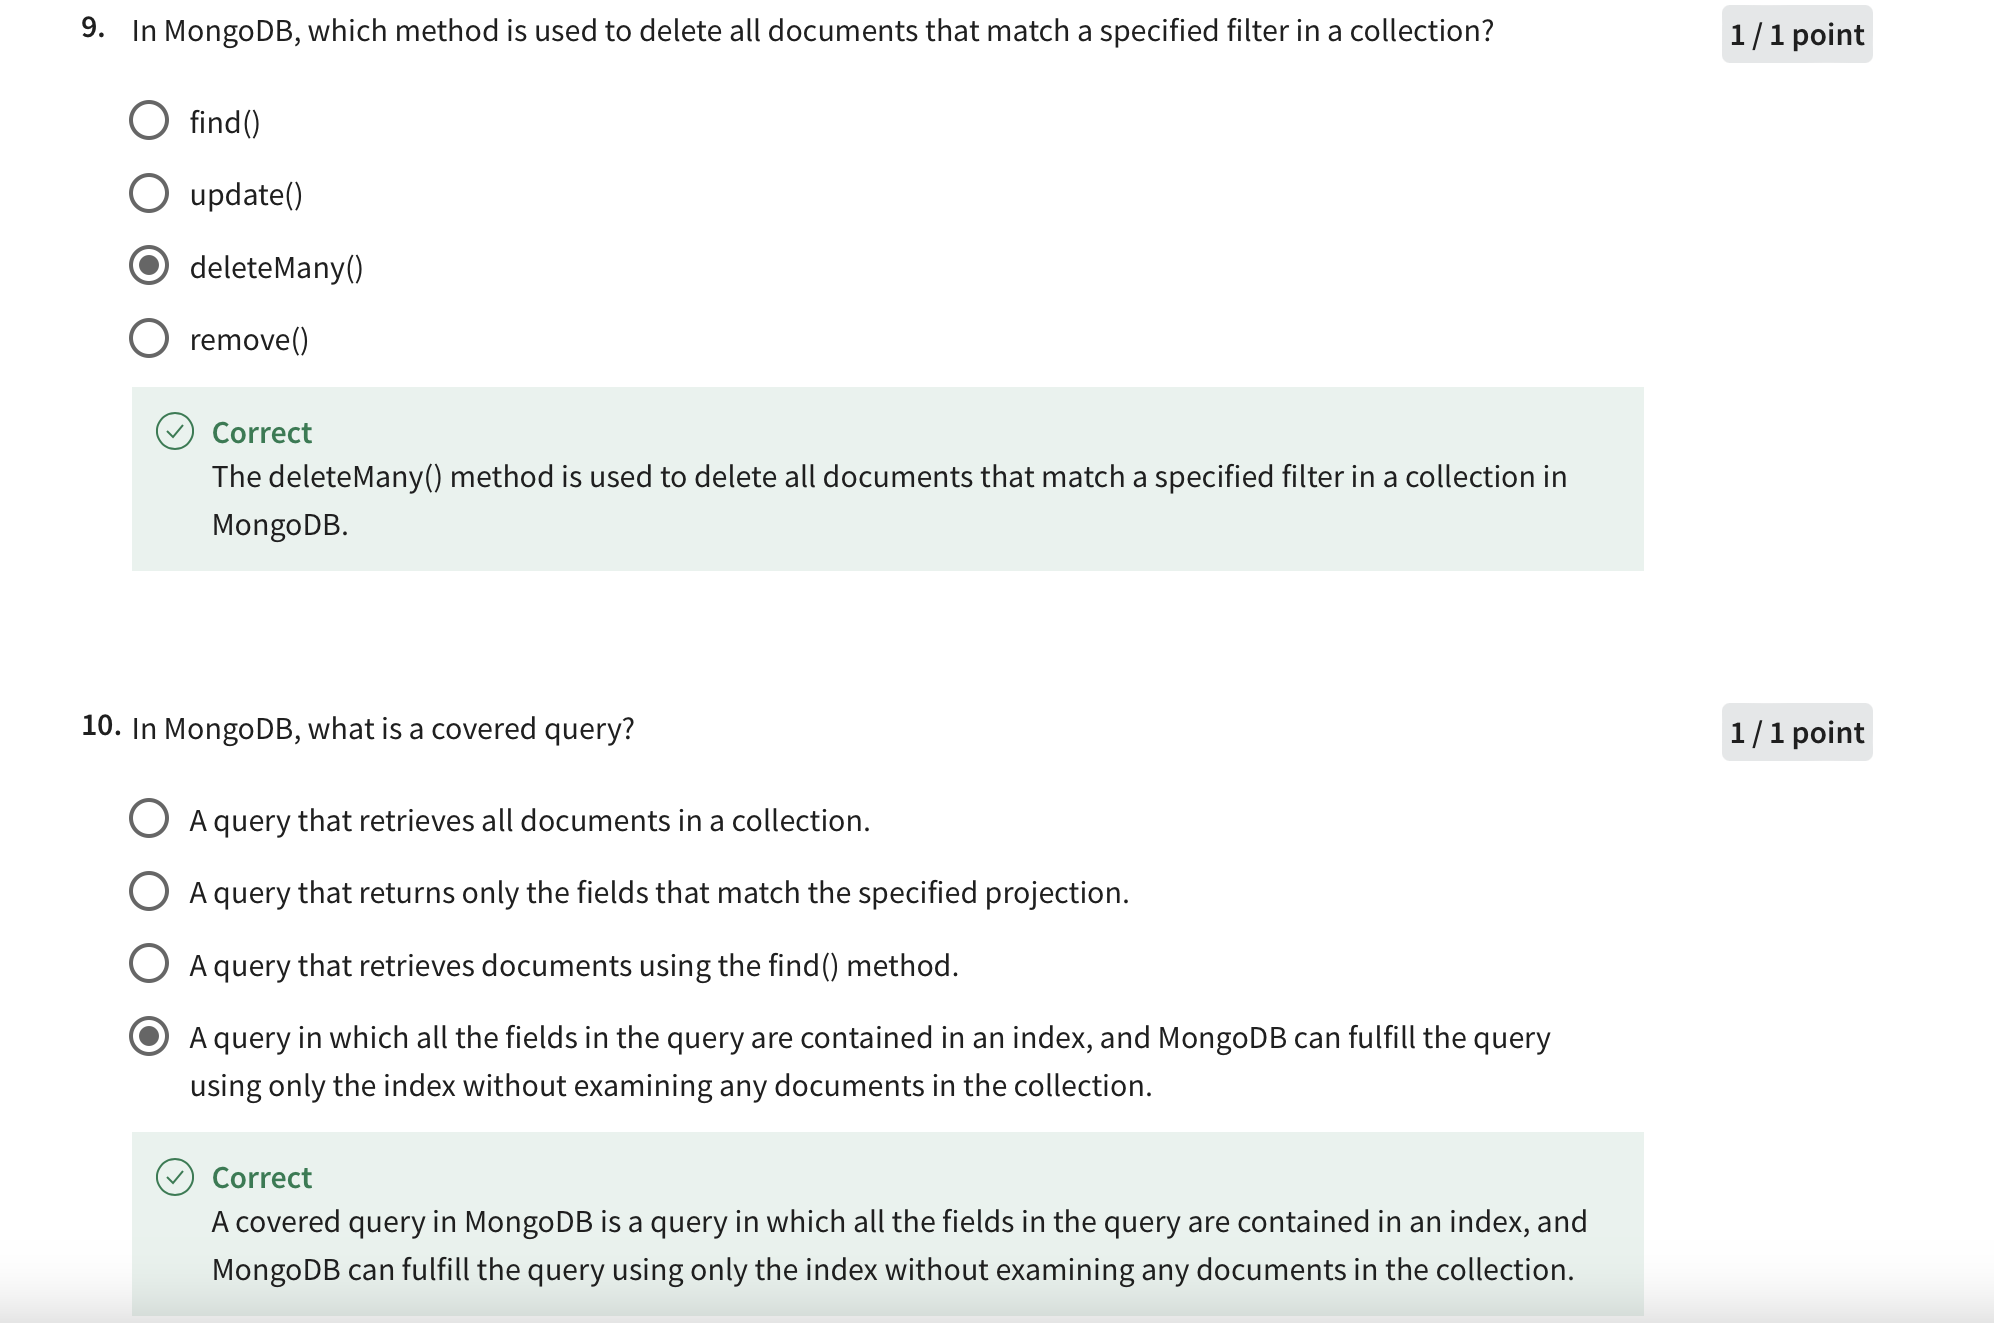 9. In MongoDB, which method is used to delete all documents that match a specified filter in a collection?
1 / 1 point
find()
update()
deleteMany()
remove()
Correct
The deleteMany() method is used to delete all documents that match a specified filter in a collection in
MongoDB.
10. In MongoDB, what is a covered query?
1 / 1 point
A query that retrieves all documents in a collection.
A query that returns only the fields that match the specified projection.
A query that retrieves documents using the find() method.
A query in which all the fields in the query are contained in an index, and MongoDB can fulfill the query
using only the index without examining any documents in the collection.
Correct
A covered query in MongoDB is a query in which all the fields in the query are contained in an index, and
MongoDB can fulfill the query using only the index without examining any documents in the collection.